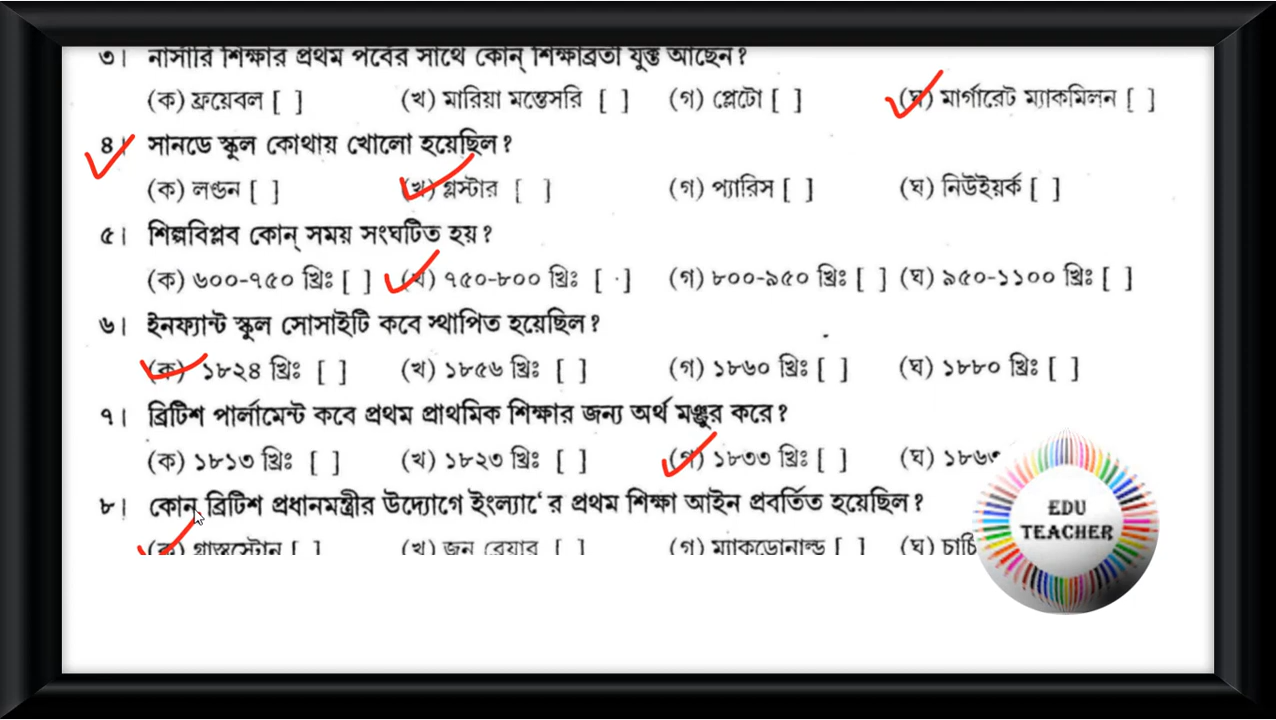 ৩। নার্সারি শিক্ষার প্রথম পর্বের সাথে কোন্ শিক্ষাব্রতী যুক্ত আছেন?
(ক) ফ্রয়েবল [ ] (খ) মারিয়া মন্তেসরি [ ] (গ) প্লেটো [ ] (ঘ) মার্গারেট ম্যাকমিলন [ ]
৪। সানডে স্কুল কোথায় খোলো হয়েছিল?
(ক) লণ্ডন [ ] (খ) গ্লস্টার [ ] (গ) প্যারিস [ ] (ঘ) নিউইয়র্ক [ ]
৫। শিল্পবিপ্লব কোন্ সময় সংঘটিত হয়?
(ক) ৬০০-৭৫০ খ্রিঃ [ ] (খ) ৭৫০-৮০০ খ্রিঃ [ ] (গ) ৮০০-৯৫০ খ্রিঃ [ ] (ঘ) ৯৫০-১১০০ খ্রিঃ [ ]
৬। ইনফ্যান্ট স্কুল সোসাইটি কবে স্থাপিত হয়েছিল?
(ক) ১৮২৪ খ্রিঃ [ ] (খ) ১৮৫৬ খ্রিঃ [ ] (গ) ১৮৬০ খ্রিঃ [ ] (ঘ) ১৮৮০ খ্রিঃ [ ]
৭। ব্রিটিশ পার্লামেন্ট কবে প্রথম প্রাথমিক শিক্ষার জন্য অর্থ মঞ্জুর করে?
(ক) ১৮১৩ খ্রিঃ [ ] (খ) ১৮২৩ খ্রিঃ [ ] (গ) ১৮৩৩ খ্রিঃ [ ] (ঘ)
৮। কোন্ ব্রিটিশ প্রধানমন্ত্রীর উদ্যোগে ইংল্যাণ্ড'র প্রথম শিক্ষা আইন প্রবর্তিত হয়েছিল?
(ক) গ্লাডস্টোন [ ] (খ) জন ব্লেয়ার [ ] (গ) ম্যাকডোনাল্ড [ ] (ঘ)
EDU
TEACHER